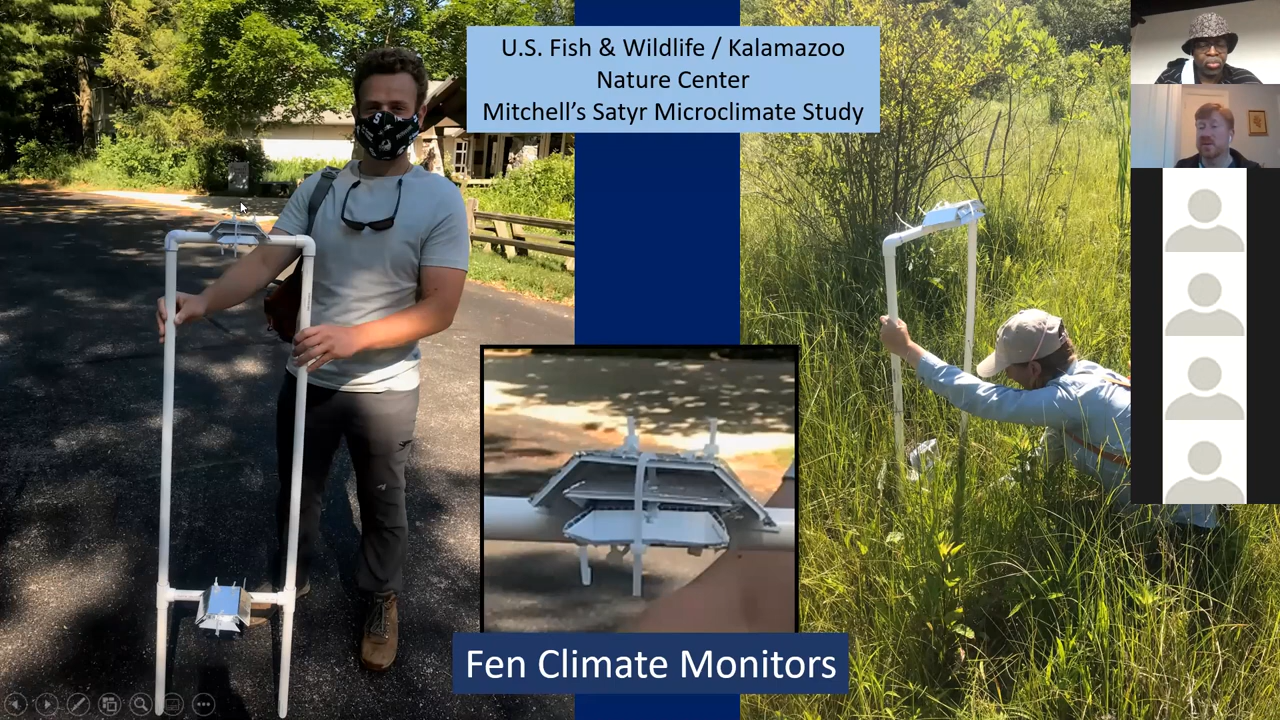 U.S. Fish & Wildlife / Kalamazoo
Nature Center
Mitchell's Satyr Microclimate Study
Fen Climate Monitors